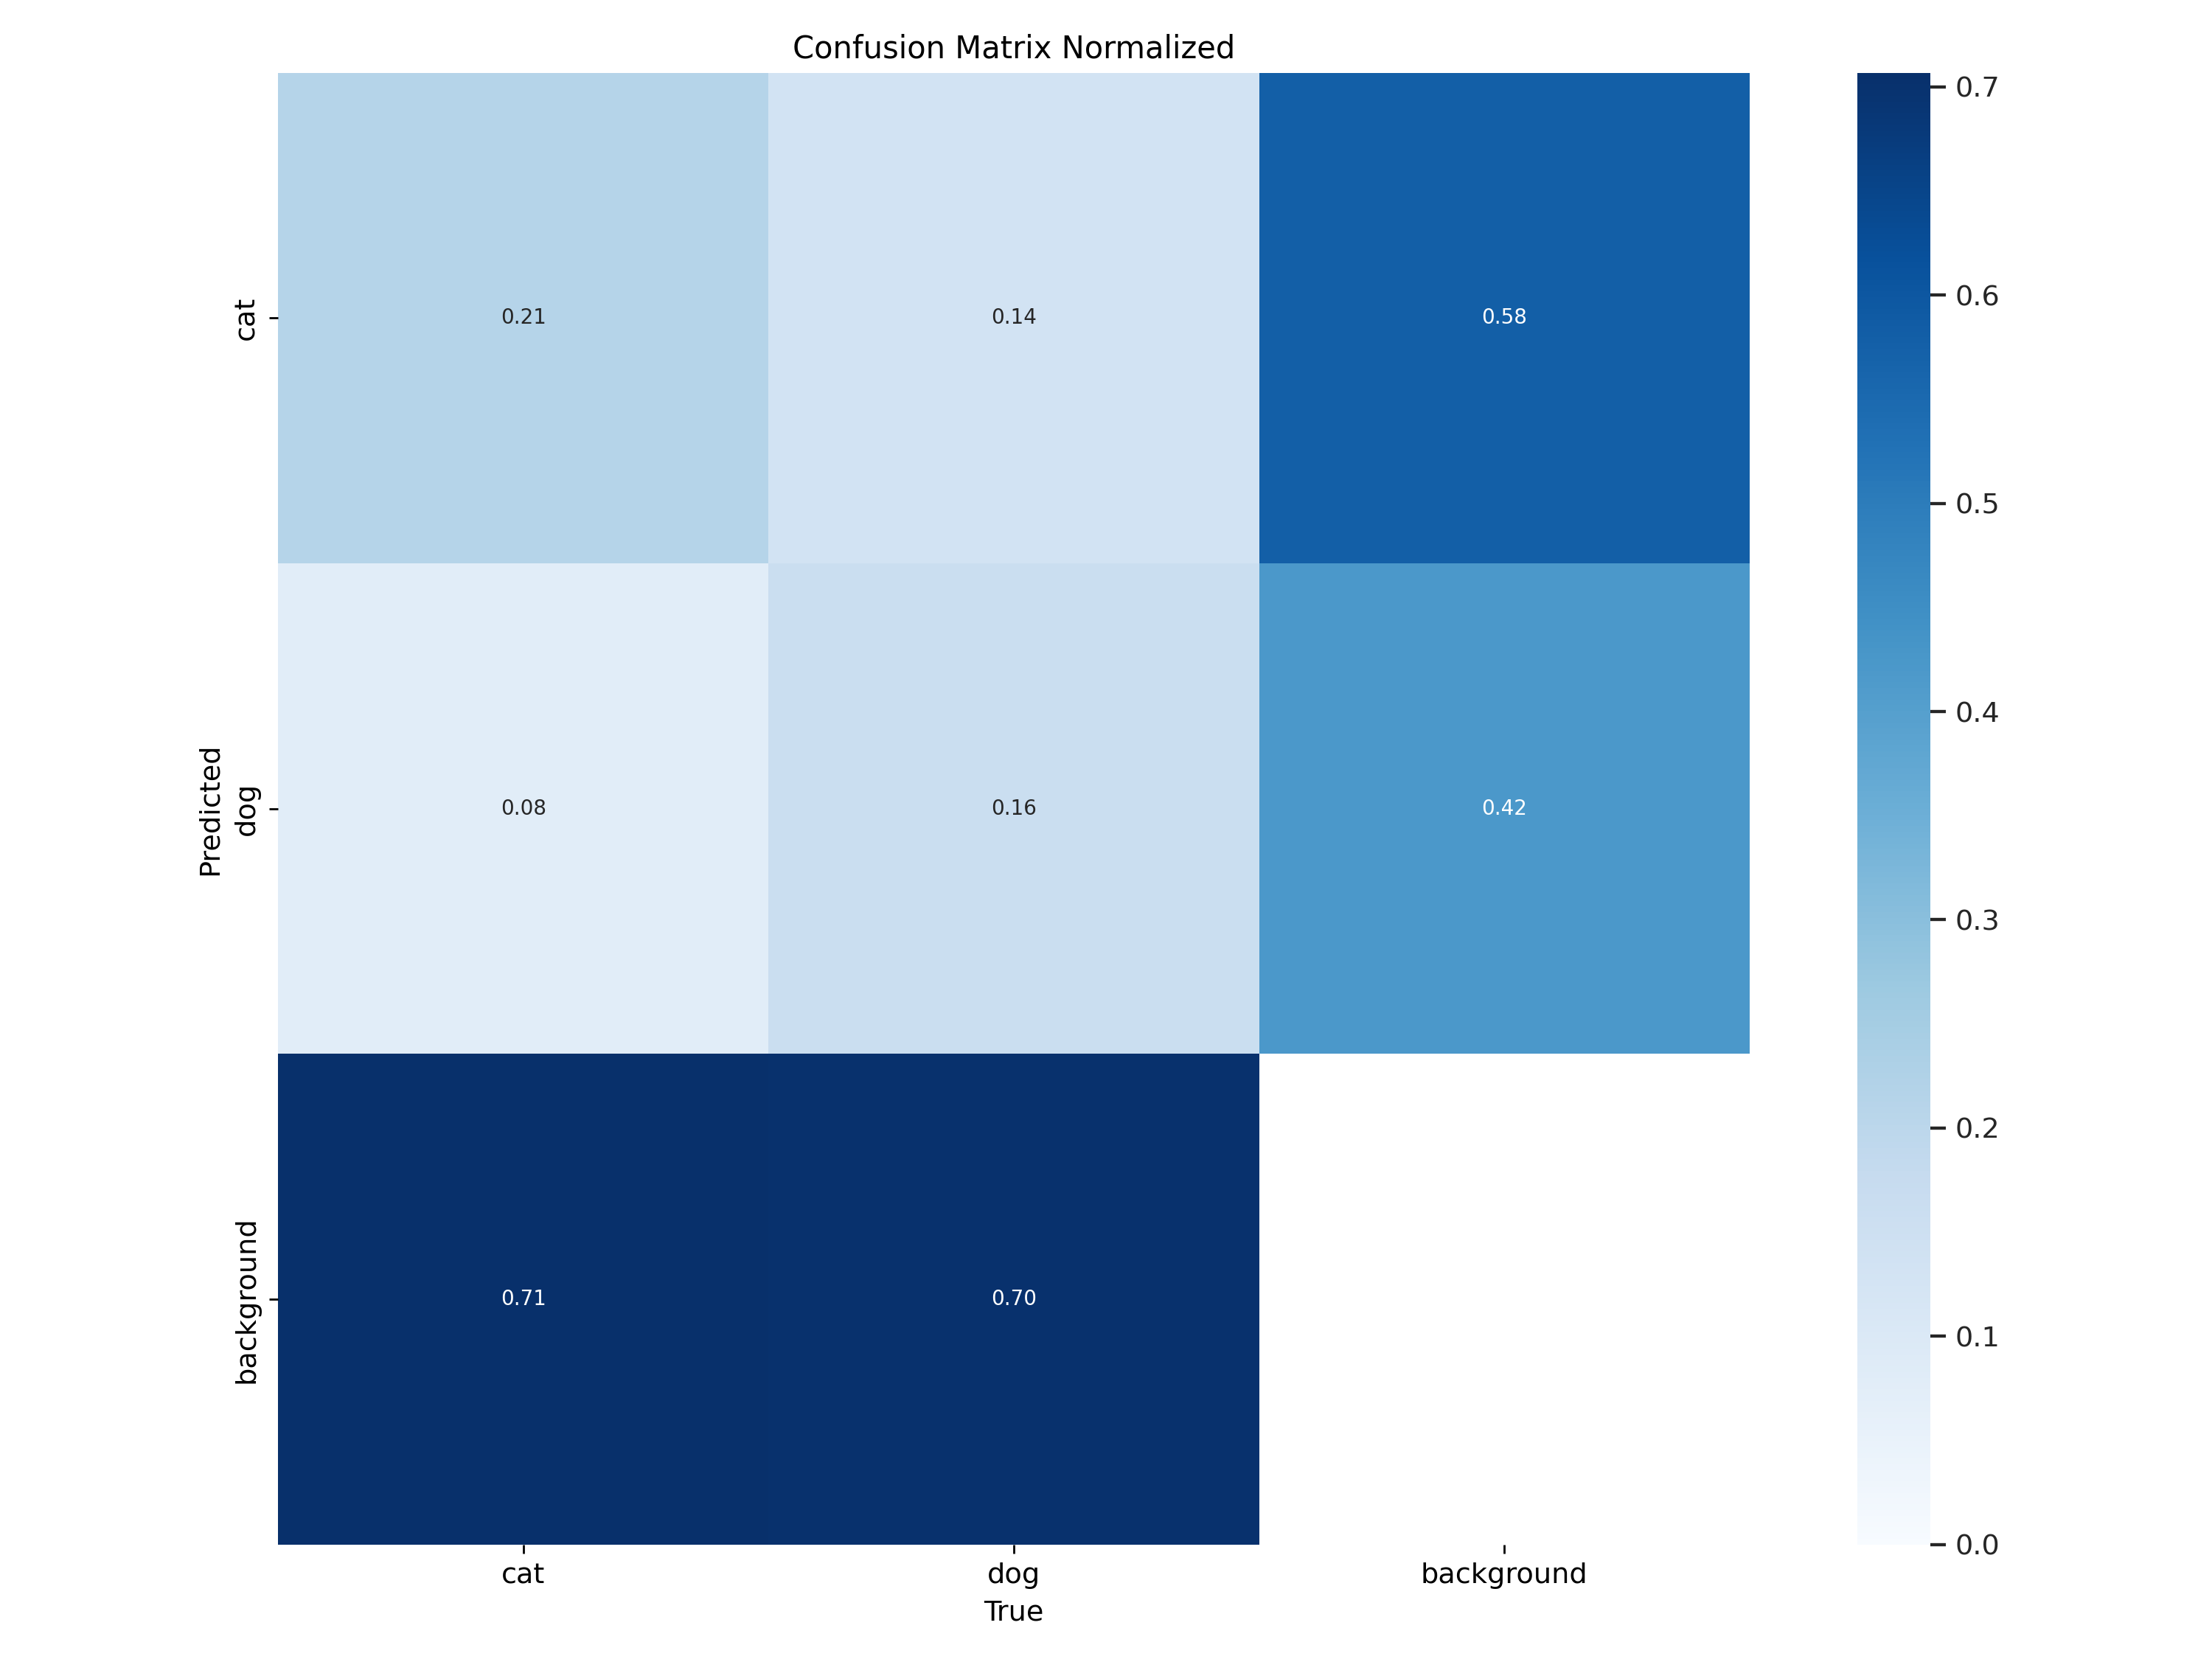 Confusion Matrix Normalized
cat
0.21
0.14
0.58
Predicted
dog
0.08
0.16
0.42
background
0.71
0.70
cat
dog
background
True
0.7
0.6
0.5
0.4
0.3
0.2
0.1
0.0